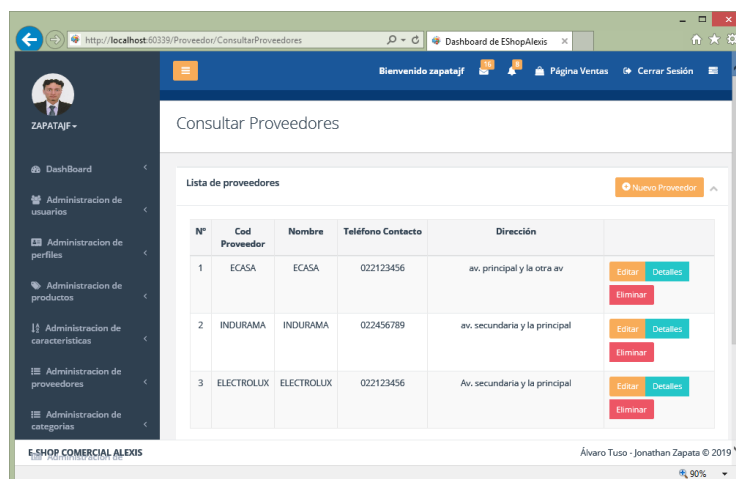 http://localhost:60339/Proveedor/ConsultarProveedores
Dashboard de EShopAlexis
Bienvenido zapatajf 16 8 Página Ventas Cerrar Sesión
ZAPATAJF
Consultar Proveedores
DashBoard
Administracion de usuarios
Administracion de perfiles
Administracion de productos
Administracion de caracteristicas
Administracion de proveedores
Administracion de categorias
Administracion de
Lista de proveedores
Nuevo Proveedor
Nº Cod Proveedor Nombre Teléfono Contacto Dirección
1 ECASA ECASA 022123456 av. principal y la otra av Editar Detalles Eliminar
2 INDURAMA INDURAMA 022456789 av. secundaria y la principal Editar Detalles Eliminar
3 ELECTROLUX ELECTROLUX 022123456 Av. secundaria y la principal Editar Detalles Eliminar
E-SHOP COMERCIAL ALEXIS
Álvaro Tuso - Jonathan Zapata © 2019
90%